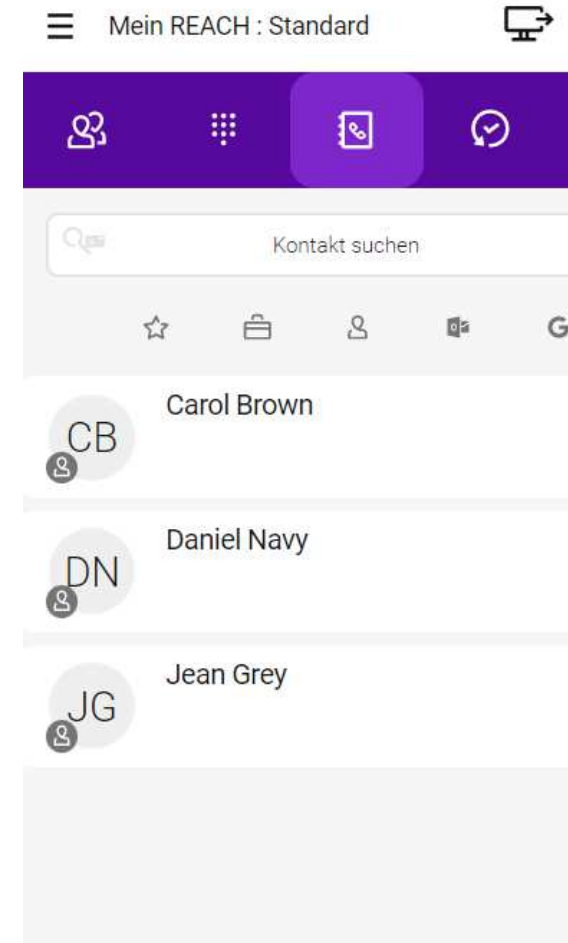 Mein REACH : Standard
Kontakt suchen
G
Carol Brown
CB
Daniel Navy
DN
Jean Grey
JG